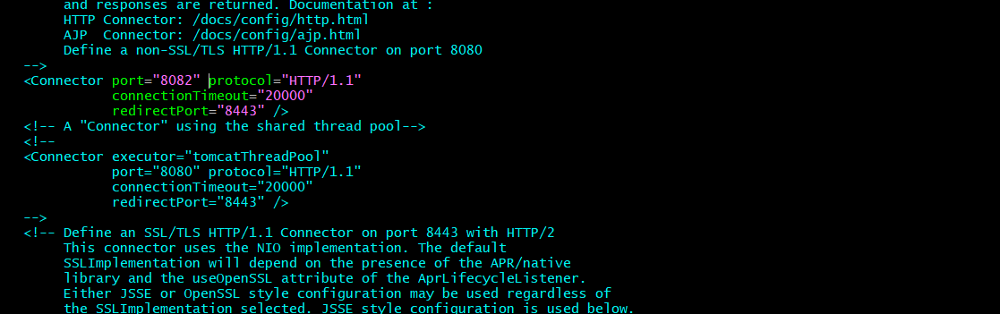 and responses are returned. Documentation at :
HTTP Connector: /docs/config/http.html
AJP  Connector: /docs/config/ajp.html
Define a non-SSL/TLS HTTP/1.1 Connector on port 8080
-->
<Connector port="8082" protocol="HTTP/1.1"
connectionTimeout="20000"
redirectPort="8443" />
<!-- A "Connector" using the shared thread pool-->
<!--
<Connector executor="tomcatThreadPool"
port="8080" protocol="HTTP/1.1"
connectionTimeout="20000"
redirectPort="8443" />
-->
<!-- Define an SSL/TLS HTTP/1.1 Connector on port 8443 with HTTP/2
This connector uses the NIO implementation. The default
SSLImplementation will depend on the presence of the APR/native
library and the useOpenSSL attribute of the AprLifecycleListener.
Either JSSE or OpenSSL style configuration may be used regardless of
the SSLImplementation selected. JSSE style configuration is used below.